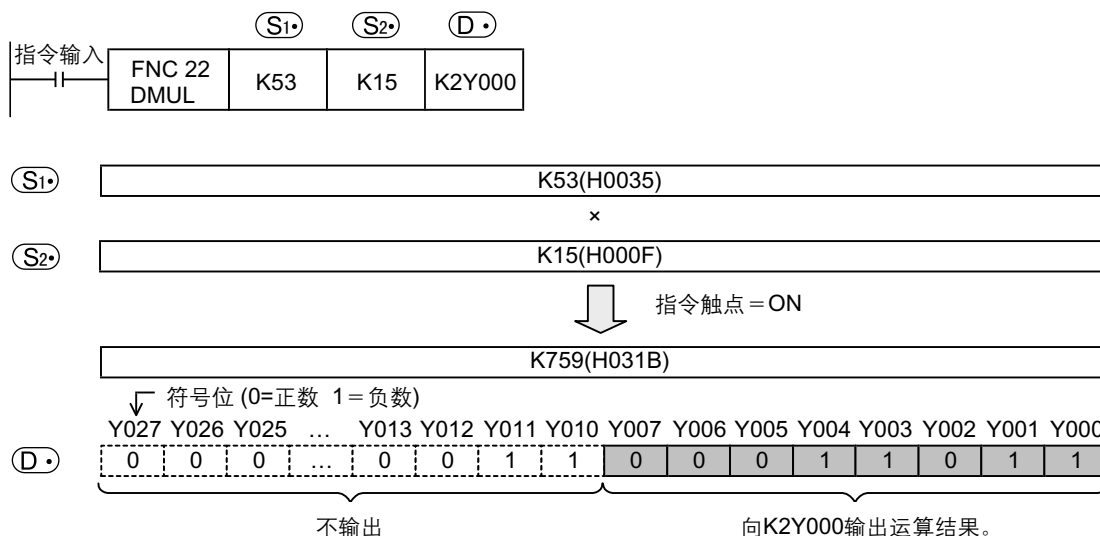 S1• S2• D •
指令输入
FNC 22
DMUL
K53 K15 K2Y000
S1• K53(H0035)
×
S2• K15(H000F)
指令触点＝ON
K759(H031B)
符号位 (0=正数 1＝负数)
Y027 Y026 Y025 … Y013 Y012 Y011 Y010 Y007 Y006 Y005 Y004 Y003 Y002 Y001 Y000
D • 0 0 0 … 0 0 1 1 0 0 0 1 1 0 1 1
不输出 向K2Y000输出运算结果。